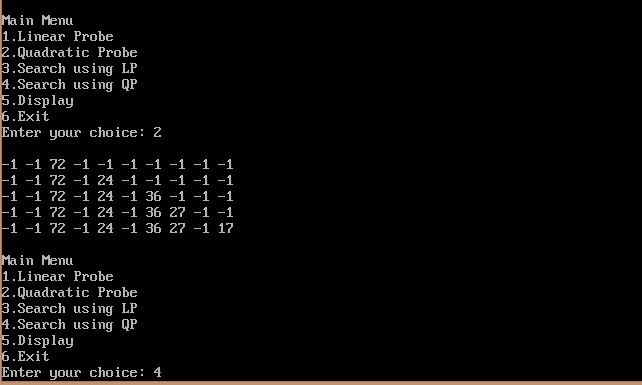 Main Menu
1.Linear Probe
2.Quadratic Probe
3.Search using LP
4.Search using QP
5.Display
6.Exit
Enter your choice: 2
-1 -1 72 -1 -1 -1 -1 -1 -1 -1
-1 -1 72 -1 24 -1 -1 -1 -1 -1
-1 -1 72 -1 24 -1 36 -1 -1 -1
-1 -1 72 -1 24 -1 36 27 -1 -1
-1 -1 72 -1 24 -1 36 27 -1 17
Main Menu
1.Linear Probe
2.Quadratic Probe
3.Search using LP
4.Search using QP
5.Display
6.Exit
Enter your choice: 4